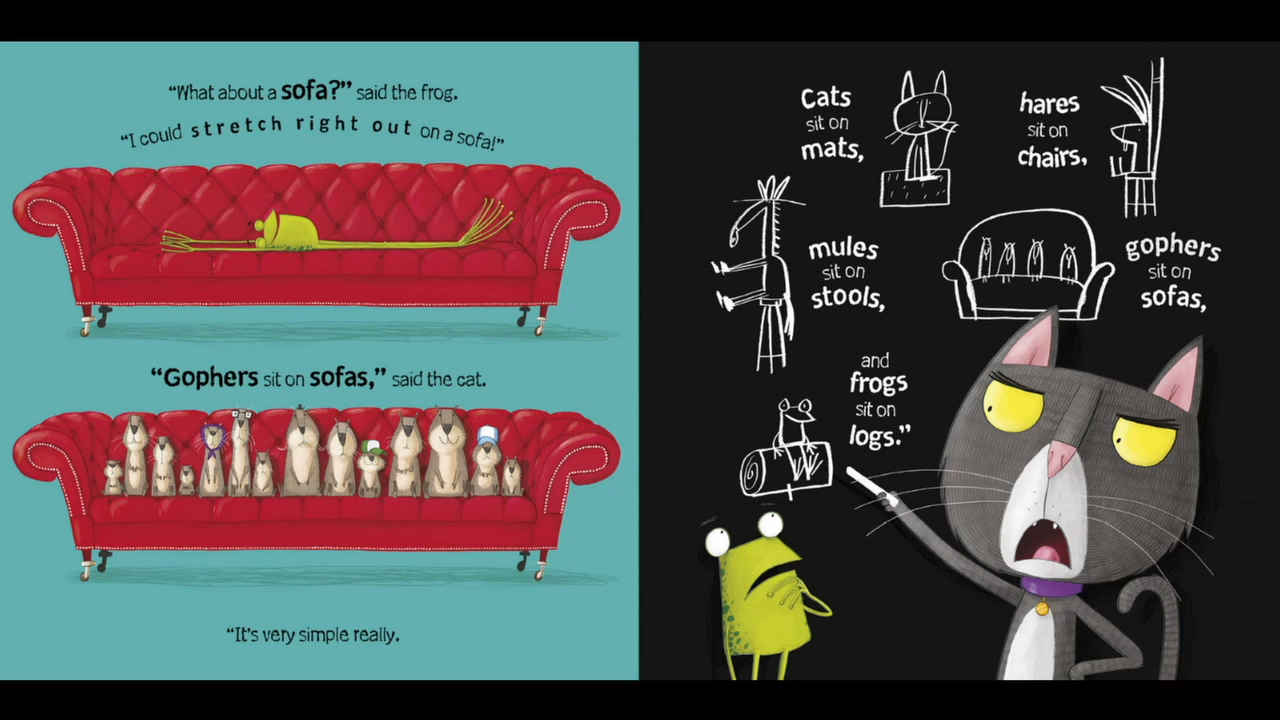 “What about a sofa?” said the frog.
“I could stretch right out on a sofa!”
“Gophers sit on sofas,” said the cat.
“It’s very simple really.
Cats
sit on
mats,
hares
sit on
chairs,
mules
sit on
stools,
gophers
sit on
sofas,
and
frogs
sit on
logs.”